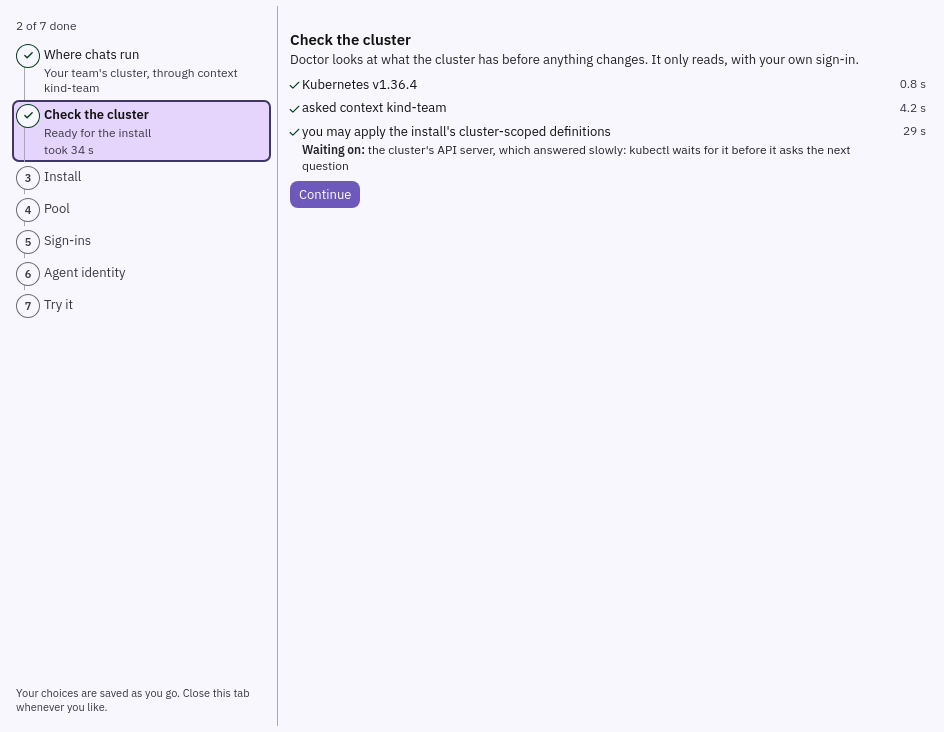 2 of 7 done
Where chats run
Your team's cluster, through context
kind-team
Check the cluster
Ready for the install
took 34 s
3 Install
4 Pool
5 Sign-ins
6 Agent identity
7 Try it
Your choices are saved as you go. Close this tab
whenever you like.
Check the cluster
Doctor looks at what the cluster has before anything changes. It only reads, with your own sign-in.
Kubernetes v1.36.4 0.8 s
asked context kind-team 4.2 s
you may apply the install's cluster-scoped definitions 29 s
Waiting on: the cluster's API server, which answered slowly: kubectl waits for it before it asks the next
question
Continue